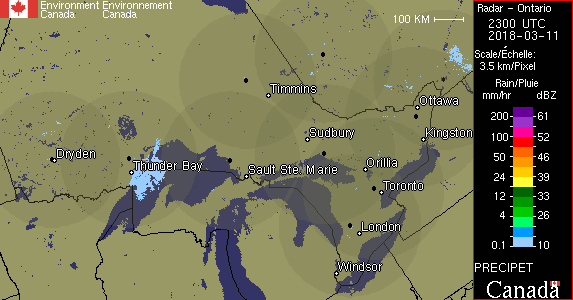 Environment Environnement
Canada Canada
100 KM
Timmins
Ottawa
Sudbury
Kingston
Dryden
Thunder Bay
Sault Ste. Marie
Orillia
Toronto
London
Windsor
Radar - Ontario
2300 UTC
2018-03-11
Scale/Échelle:
3.5 km/Pixel
Rain/Pluie
mm/hr dBZ
200 61
100 52
50 46
24 39
12 33
4 26
0.1 10
PRECIPET
Canada